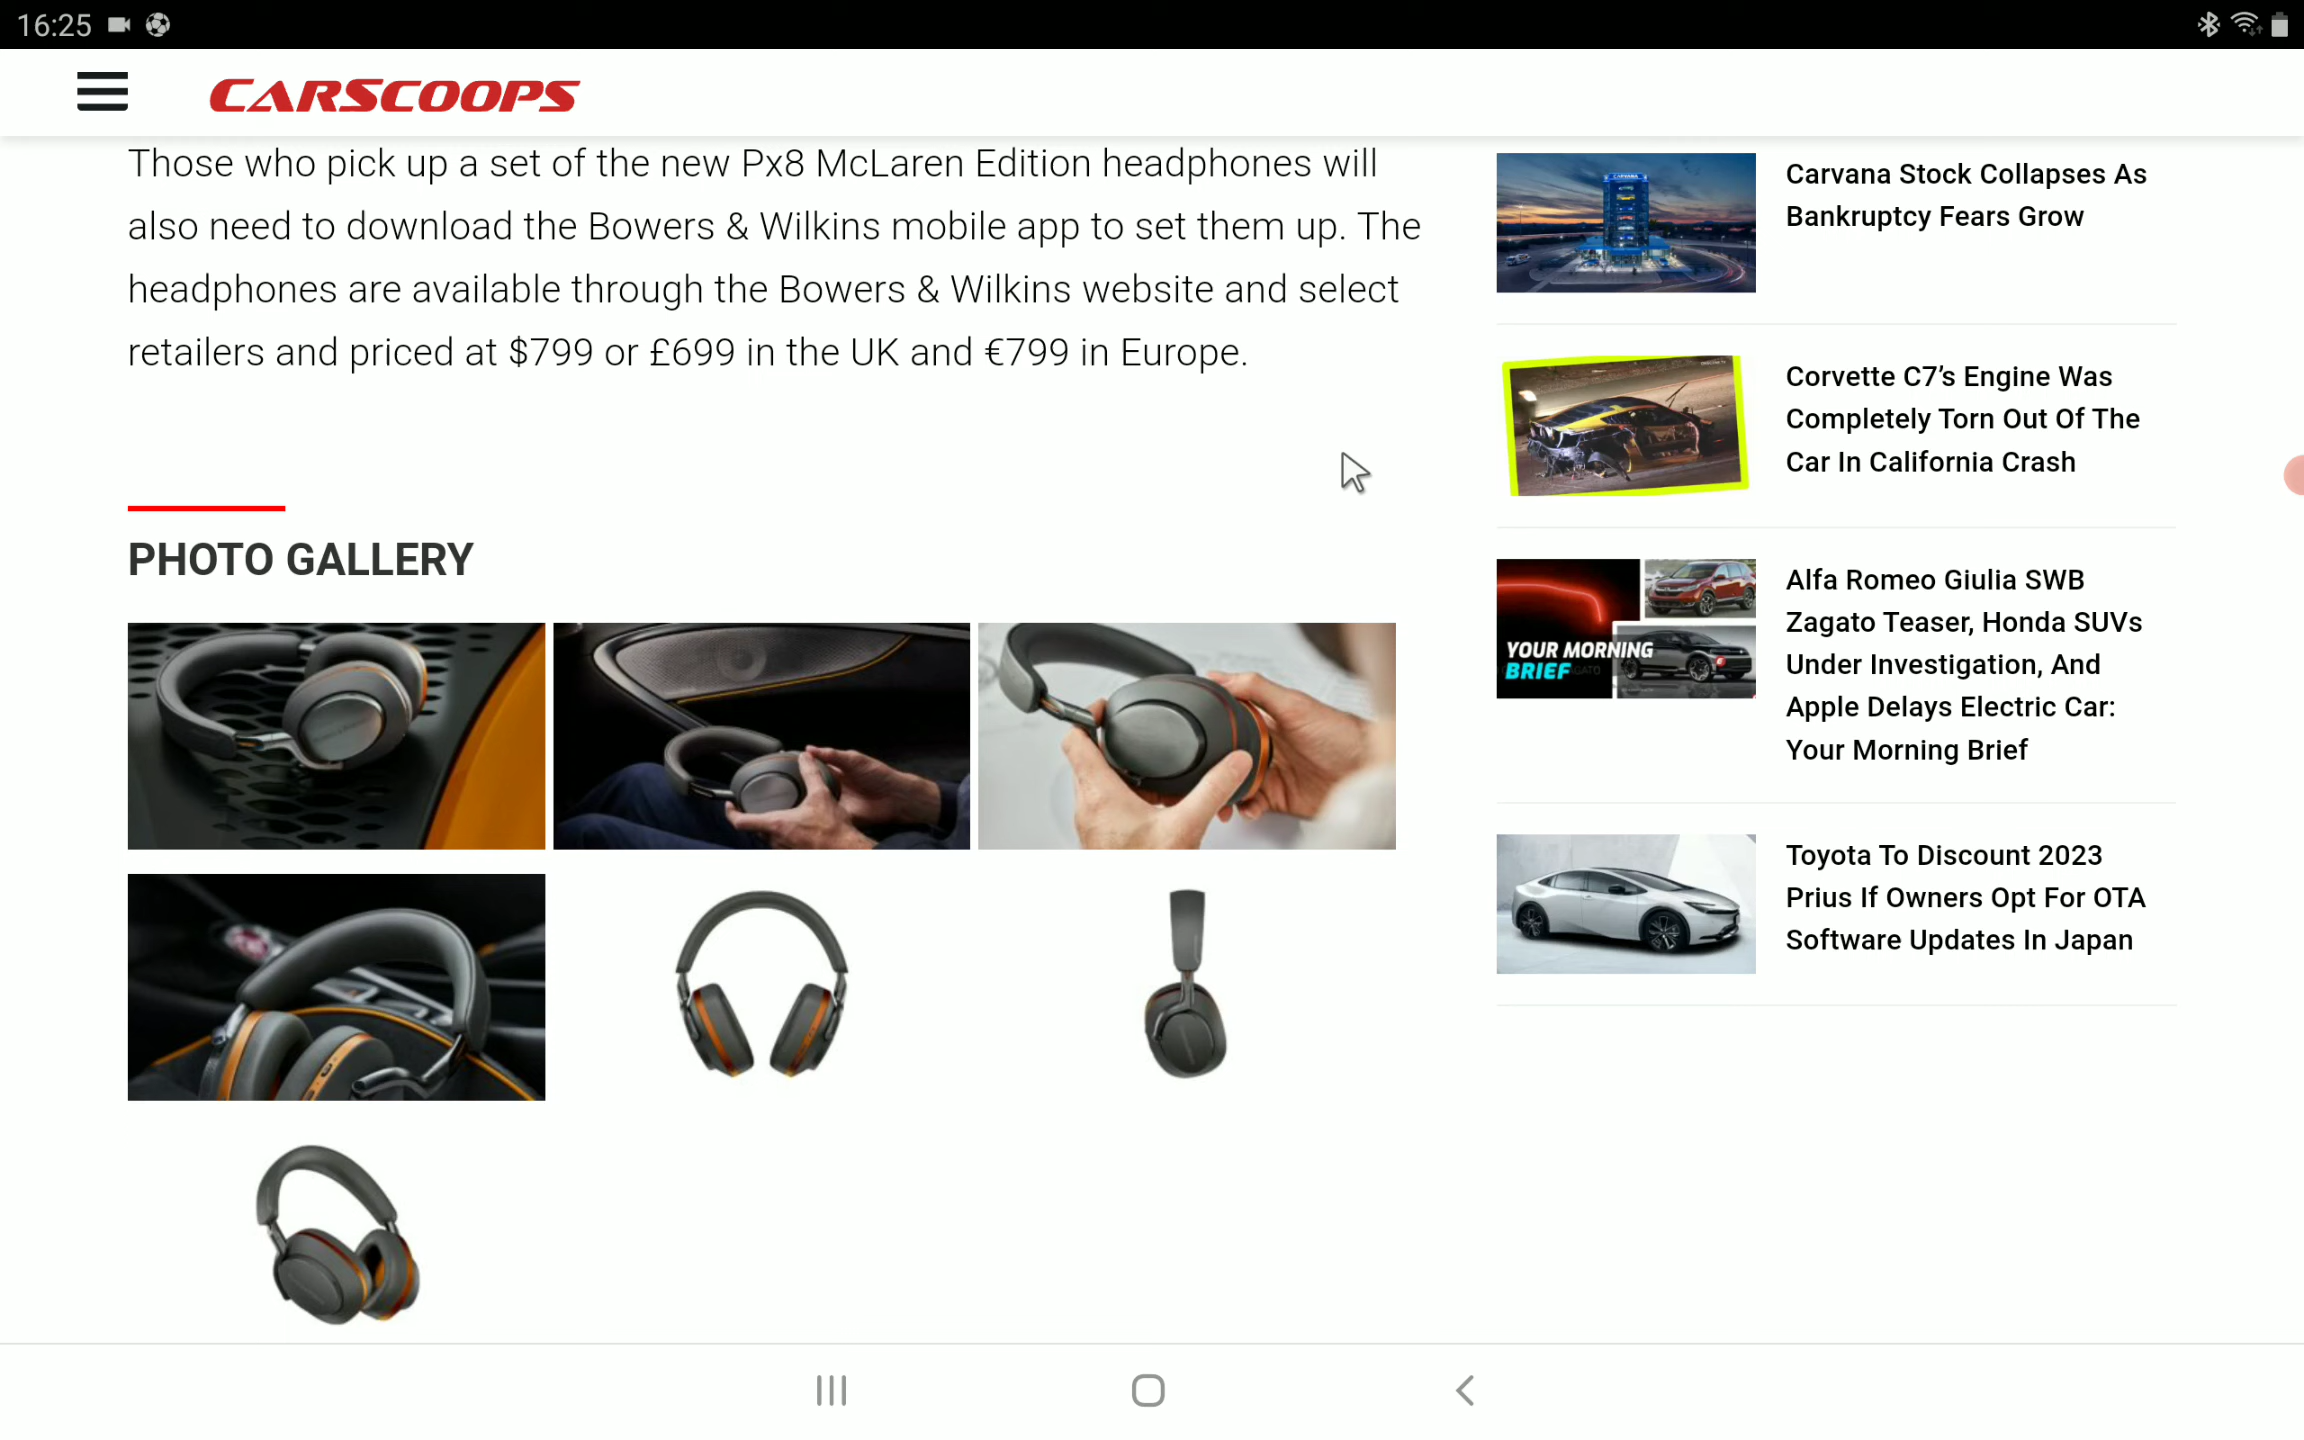 16:25
CARSCOOPS
Those who pick up a set of the new Px8 McLaren Edition headphones will
also need to download the Bowers & Wilkins mobile app to set them up. The
headphones are available through the Bowers & Wilkins website and select
retailers and priced at $799 or £699 in the UK and €799 in Europe.
PHOTO GALLERY
CARVANA
Carvana Stock Collapses As
Bankruptcy Fears Grow
Corvette C7’s Engine Was
Completely Torn Out Of The
Car In California Crash
YOUR MORNING
BRIEF
Alfa Romeo Giulia SWB
Zagato Teaser, Honda SUVs
Under Investigation, And
Apple Delays Electric Car:
Your Morning Brief
Toyota To Discount 2023
Prius If Owners Opt For OTA
Software Updates In Japan